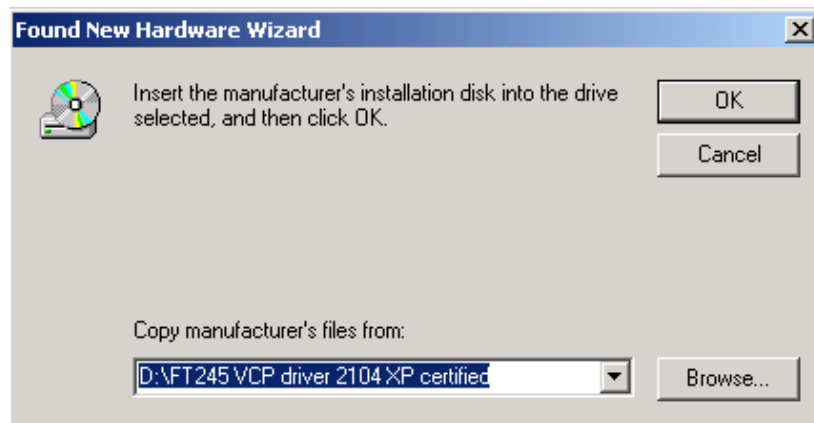 Found New Hardware Wizard
Insert the manufacturer's installation disk into the drive
selected, and then click OK.
OK
Cancel
Copy manufacturer's files from:
D:\FT245 VCP driver 2104 XP certified
Browse...